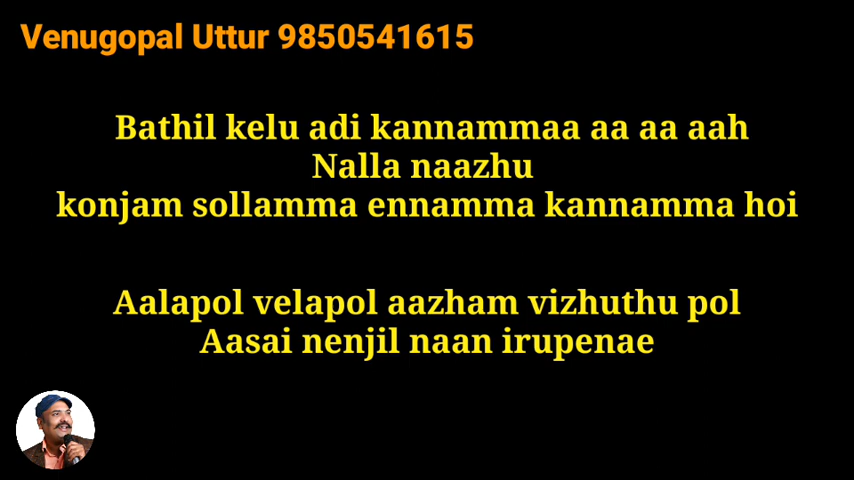 Venugopal Uttur 9850541615
Bathil kelu adi kannammaa aa aa aah
Nalla naazhu
konjam sollamma ennamma kannamma hoi
Aalapol velapol aazham vizhuthu pol
Aasai nenjil naan irupenae